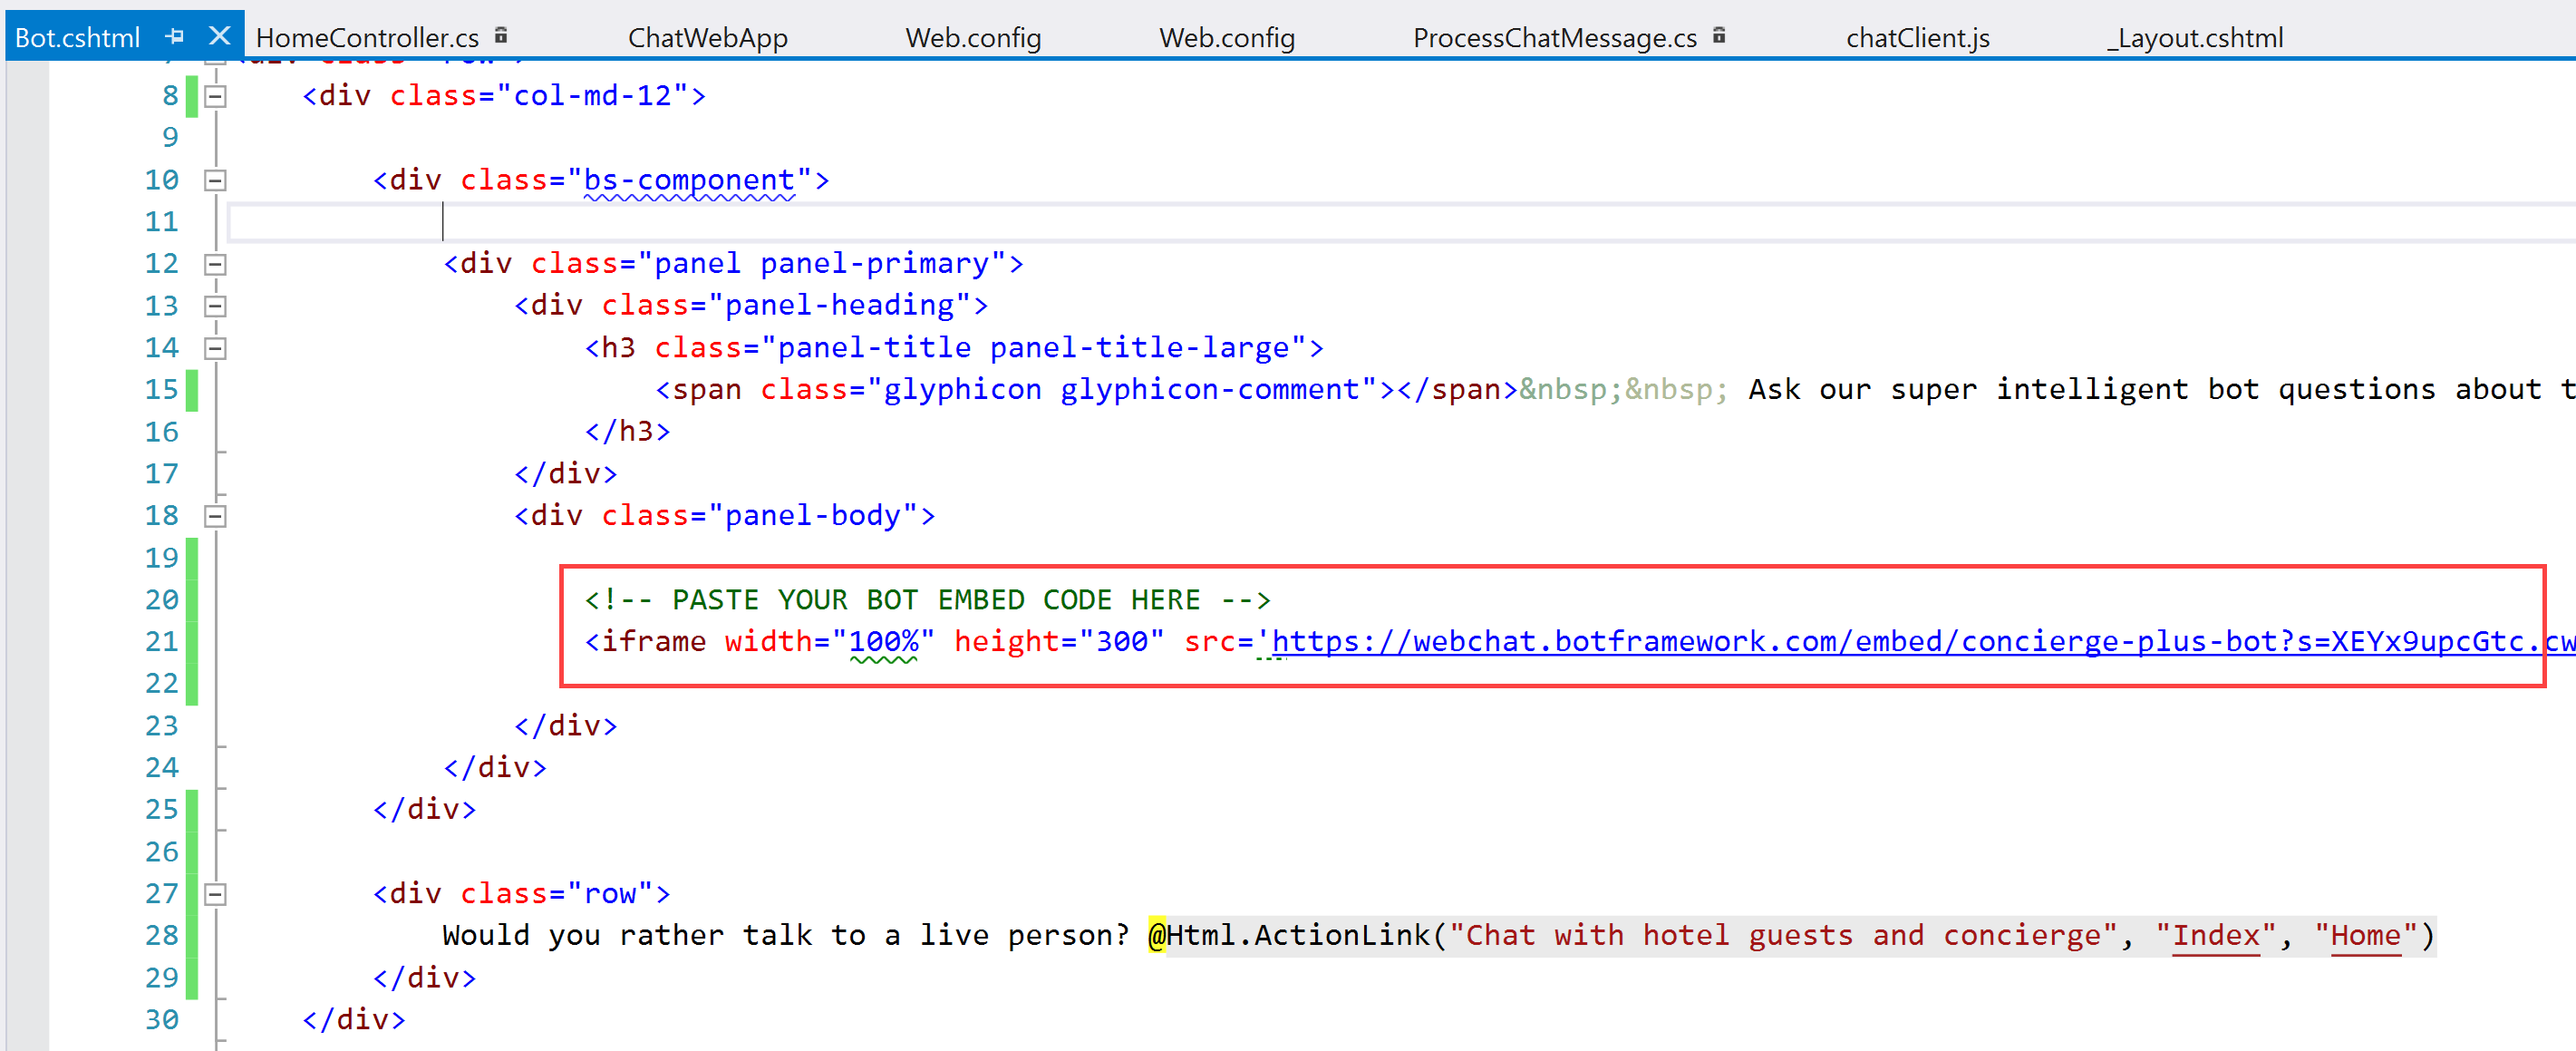 Bot.cshtml HomeController.cs ChatWebApp Web.config Web.config ProcessChatMessage.cs chatClient.js _Layout.cshtml
8 <div class="col-md-12">
9
10 <div class="bs-component">
11
12 <div class="panel panel-primary">
13 <div class="panel-heading">
14 <h3 class="panel-title panel-title-large">
15 <span class="glyphicon glyphicon-comment"></span>&nbsp;&nbsp; Ask our super intelligent bot questions about t
16 </h3>
17 </div>
18 <div class="panel-body">
19
20 <!-- PASTE YOUR BOT EMBED CODE HERE -->
21 <iframe width="100%" height="300" src='https://webchat.botframework.com/embed/concierge-plus-bot?s=XEYx9upcGtc.cw
22
23 </div>
24 </div>
25 </div>
26
27 <div class="row">
28 Would you rather talk to a live person? @Html.ActionLink("Chat with hotel guests and concierge", "Index", "Home")
29 </div>
30 </div>